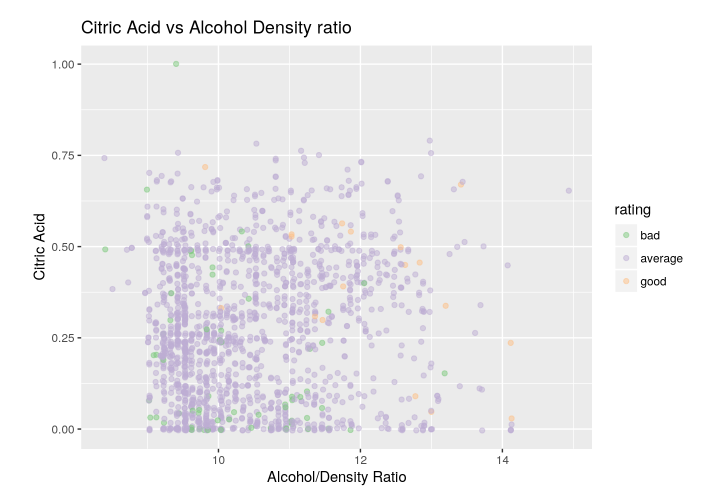 Citric Acid vs Alcohol Density ratio
1.00
0.75
0.50
0.25
0.00
Citric Acid
10
12
14
Alcohol/Density Ratio
rating
bad
average
good